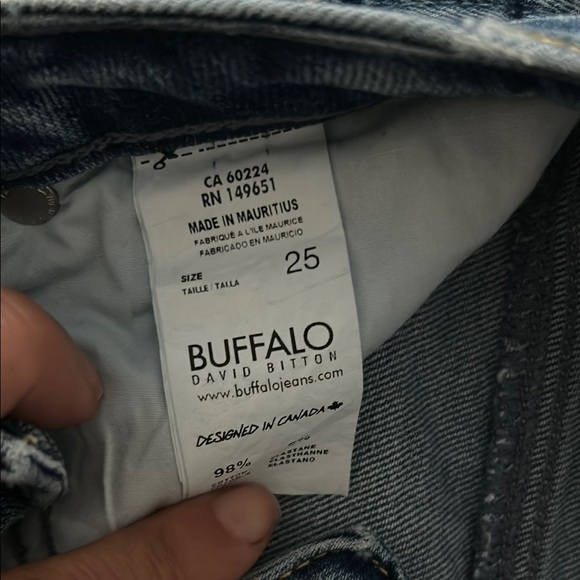 CA 60224
RN 149651
MADE IN MAURITIUS
FABRIQUÉ A L'ILE MAURICE
FABRICADO EN MAURICIO
SIZE 25
TAILLE / TALLA
BUFFALO
DAVID BITTON
www.buffalojeans.com
DESIGNED IN CANADA
98%
ELASTANE
ELASTHANNE
ELASTANO